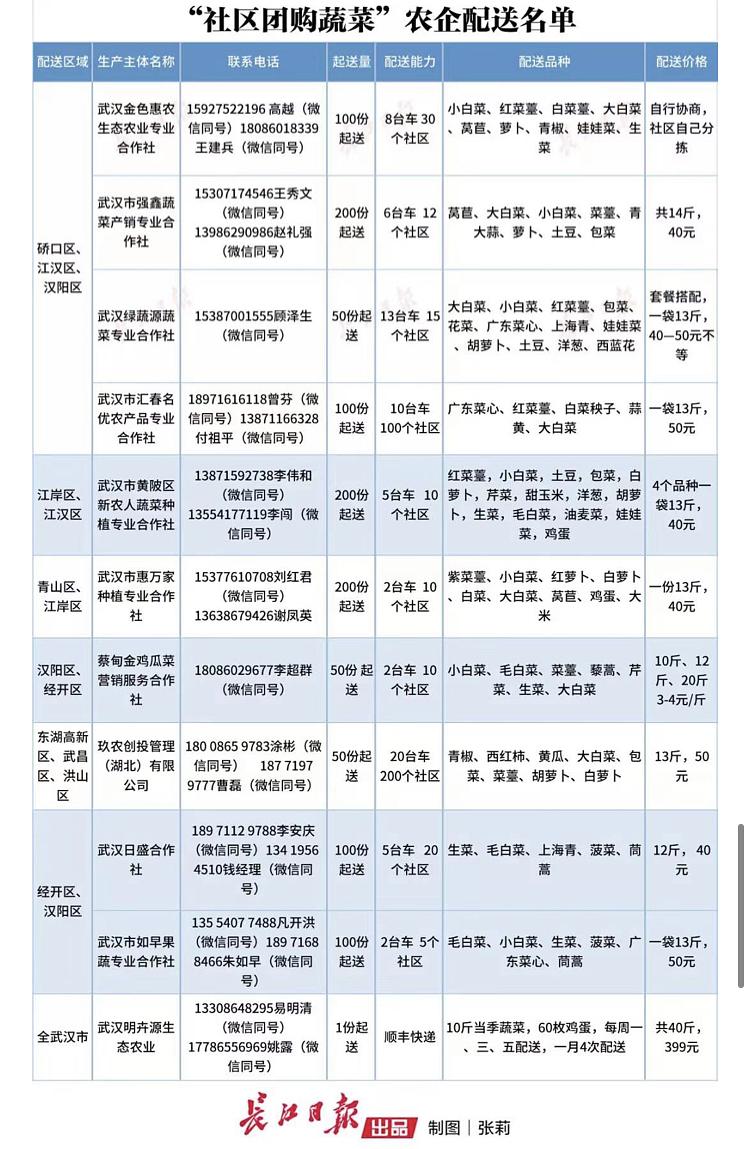 “社区团购蔬菜”农企配送名单
配送区域 生产主体名称 联系电话 起送量 配送能力 配送品种 配送价格
硚口区、
江汉区、
汉阳区
武汉金色惠农
生态农业专业
合作社
15927522196 高越（微
信同号）18086018339
王建兵（微信同号）
100份
起送
8台车 30
个社区
小白菜、红菜薹、白菜薹、大白菜
、莴苣、萝卜、青椒、娃娃菜、生
菜
自行协商，
社区自己分
拣
武汉市强鑫蔬
菜产销专业合
作社
15307174546王秀文
（微信同号）
13986290986赵礼强
（微信同号）
200份
起送
6台车 12
个社区
莴苣、大白菜、小白菜、菜薹、青
大蒜、萝卜、土豆、包菜
共14斤，
40元
武汉绿蔬源蔬
菜专业合作社
15387001555顾泽生
（微信同号）
50份起
送
13台车 15
个社区
大白菜、小白菜、红菜薹、包菜、
花菜、广东菜心、上海青、娃娃菜
、胡萝卜、土豆、洋葱、西蓝花
套餐搭配，
一袋13斤，
40—50元不
等
武汉市汇春名
优农产品专业
合作社
18971616118曾芬（微
信同号）13871166328
付祖平（微信同号）
100份
起送
10台车
100个社区
广东菜心、红菜薹、白菜秧子、蒜
黄、大白菜
一袋13斤，
50元
江岸区、
江汉区
武汉市黄陂区
新农人蔬菜种
植专业合作社
13871592738李伟和
（微信同号）
13554177119李闯（微
信同号）
200份
起送
5台车 10
个社区
红菜薹，小白菜，土豆，包菜，白
萝卜，芹菜，甜玉米，洋葱，胡萝
卜，生菜，毛白菜，油麦菜，娃娃
菜，鸡蛋
4个品种一
袋13斤，
40元
青山区、
江岸区
武汉市惠万家
种植专业合作
社
15377610708刘红君
（微信同号）
13638679426谢凤英
200份
起送
2台车 10
个社区
紫菜薹、小白菜、红萝卜、白萝卜
、白菜、大白菜、莴苣、鸡蛋、大
米
一份13斤，
40元
汉阳区、
经开区
蔡甸金鸡瓜菜
营销服务合作
社
18086029677李超群
（微信同号）
50份 起
送
2台车 10
个社区
小白菜、毛白菜、菜薹、藜蒿、芹
菜、生菜、大白菜
10斤、12
斤、20斤
3-4元/斤
东湖高新
区、武昌
区、洪山
区
玖农创投管理
（湖北）有限
公司
180 0865 9783涂彬（微
信同号） 187 7197
9777曹磊（微信同号）
50份起
送
20台车
200个社区
青椒、西红柿、黄瓜、大白菜、包
菜、菜薹、胡萝卜、白萝卜
13斤，50
元
经开区、
汉阳区
武汉日盛合作
社
189 7112 9788李安庆
（微信同号）134 1956
4510钱经理（微信同
号）
100份
起送
5台车 20
个社区
生菜、毛白菜、上海青、菠菜、茼
蒿
12斤， 40
元
武汉市如早果
蔬专业合作社
135 5407 7488凡开洪
（微信同号）189 7168
8466朱如早（微信同
号）
100份
起送
2台车 5个
社区
毛白菜、小白菜、生菜、菠菜、广
东菜心、茼蒿
一袋13斤，
50元
全武汉市
武汉明卉源生
态农业
13308648295易明清
（微信同号）
17786556969姚露（微
信同号）
1份起
送
顺丰快递
10斤当季蔬菜，60枚鸡蛋，每周一
、三、五配送，一月4次配送
共40斤，
399元
长江日报 出品 制图｜张莉